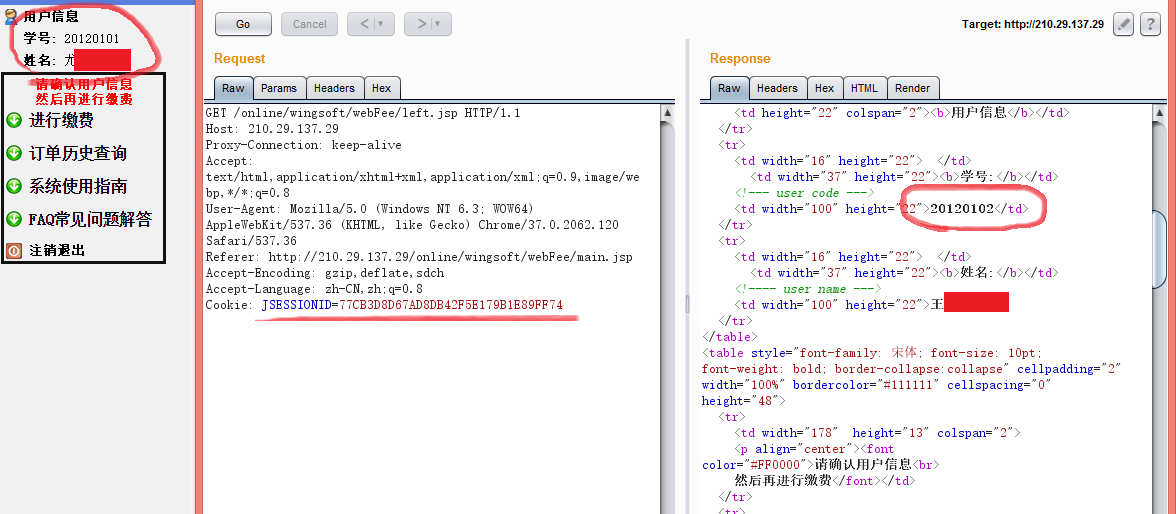 用户信息
学号: 20120101
姓名: 尤
请确认用户信息
然后再进行缴费
进行缴费
订单历史查询
系统使用指南
FAQ常见问题解答
注销退出
Go
Cancel
< | ▼
> | ▼
Target: http://210.29.137.29
?
Request
Raw
Params
Headers
Hex
GET /online/wingsoft/webFee/left.jsp HTTP/1.1
Host: 210.29.137.29
Proxy-Connection: keep-alive
Accept:
text/html,application/xhtml+xml,application/xml;q=0.9,image/we
bp,*/*;q=0.8
User-Agent: Mozilla/5.0 (Windows NT 6.3; WOW64)
AppleWebKit/537.36 (KHTML, like Gecko) Chrome/37.0.2062.120
Safari/537.36
Referer: http://210.29.137.29/online/wingsoft/webFee/main.jsp
Accept-Encoding: gzip,deflate,sdch
Accept-Language: zh-CN,zh;q=0.8
Cookie: JSESSIONID=77CB3D8D67AD8DB42F5E179B1E89FF74
Response
Raw
Headers
Hex
HTML
Render
<td height="22" colspan="2"><b>用户信息</b></td>
</tr>
<tr>
<td width="16" height="22">  </td>
<td width="37" height="22"><b>学号:</b></td>
<!--- user code --->
<td width="100" height="22">20120102</td>
</tr>
<tr>
<td width="16" height="22">  </td>
<td width="37" height="22"><b>姓名:</b></td>
<!---- user name --->
<td width="100" height="22">王
</tr>
</table>
<table style="font-family: 宋体; font-size: 10pt;
font-weight: bold; border-collapse:collapse" cellpadding="2"
width="100%" bordercolor="#111111" cellspacing="0"
height="48">
<tr>
<td width="178"  height="13" colspan="2">
<p align="center"><font
color="#FF0000">请确认用户信息<br>
然后再进行缴费</font></td>
</tr>
<tr>